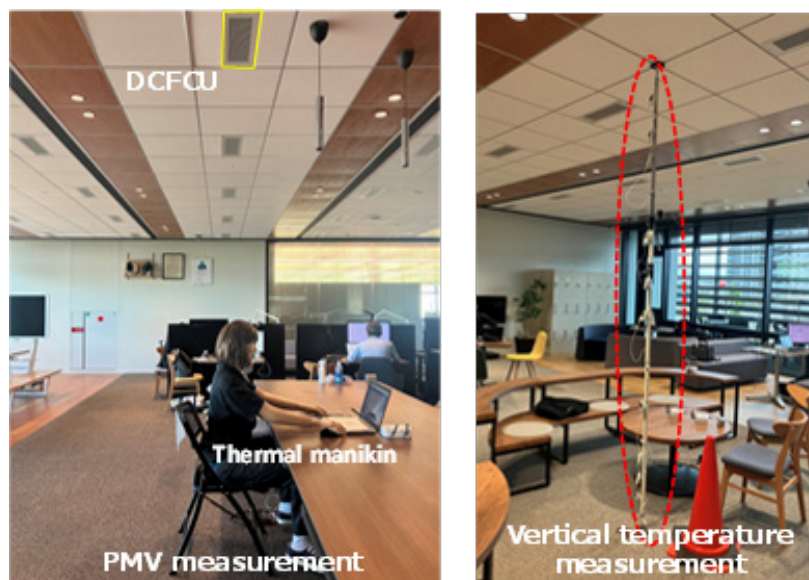 DCFCU
Thermal manikin
PMV measurement
Vertical temperature
measurement